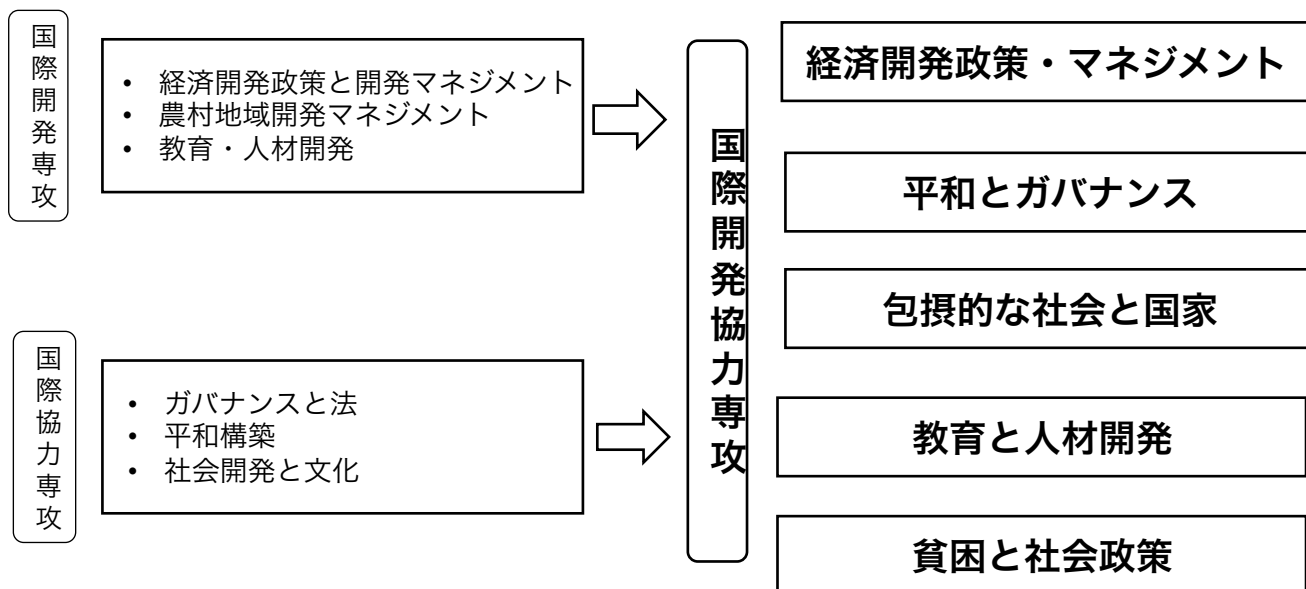 国際開発専攻
• 経済開発政策と開発マネジメント
• 農村地域開発マネジメント
• 教育・人材開発
国際協力専攻
• ガバナンスと法
• 平和構築
• 社会開発と文化
国際開発協力専攻
経済開発政策・マネジメント
平和とガバナンス
包摂的な社会と国家
教育と人材開発
貧困と社会政策